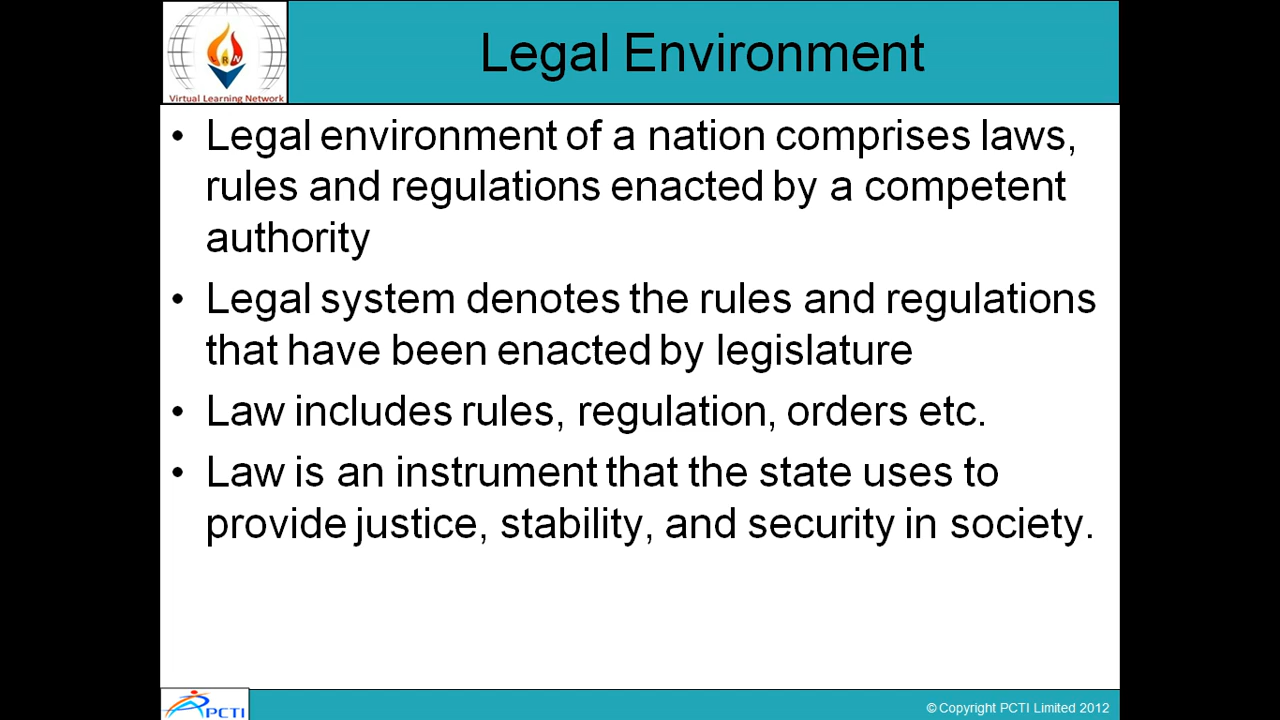 Legal Environment
VLRN
Virtual Learning Network
• Legal environment of a nation comprises laws,
rules and regulations enacted by a competent
authority
• Legal system denotes the rules and regulations
that have been enacted by legislature
• Law includes rules, regulation, orders etc.
• Law is an instrument that the state uses to
provide justice, stability, and security in society.
PCTI
© Copyright PCTI Limited 2012